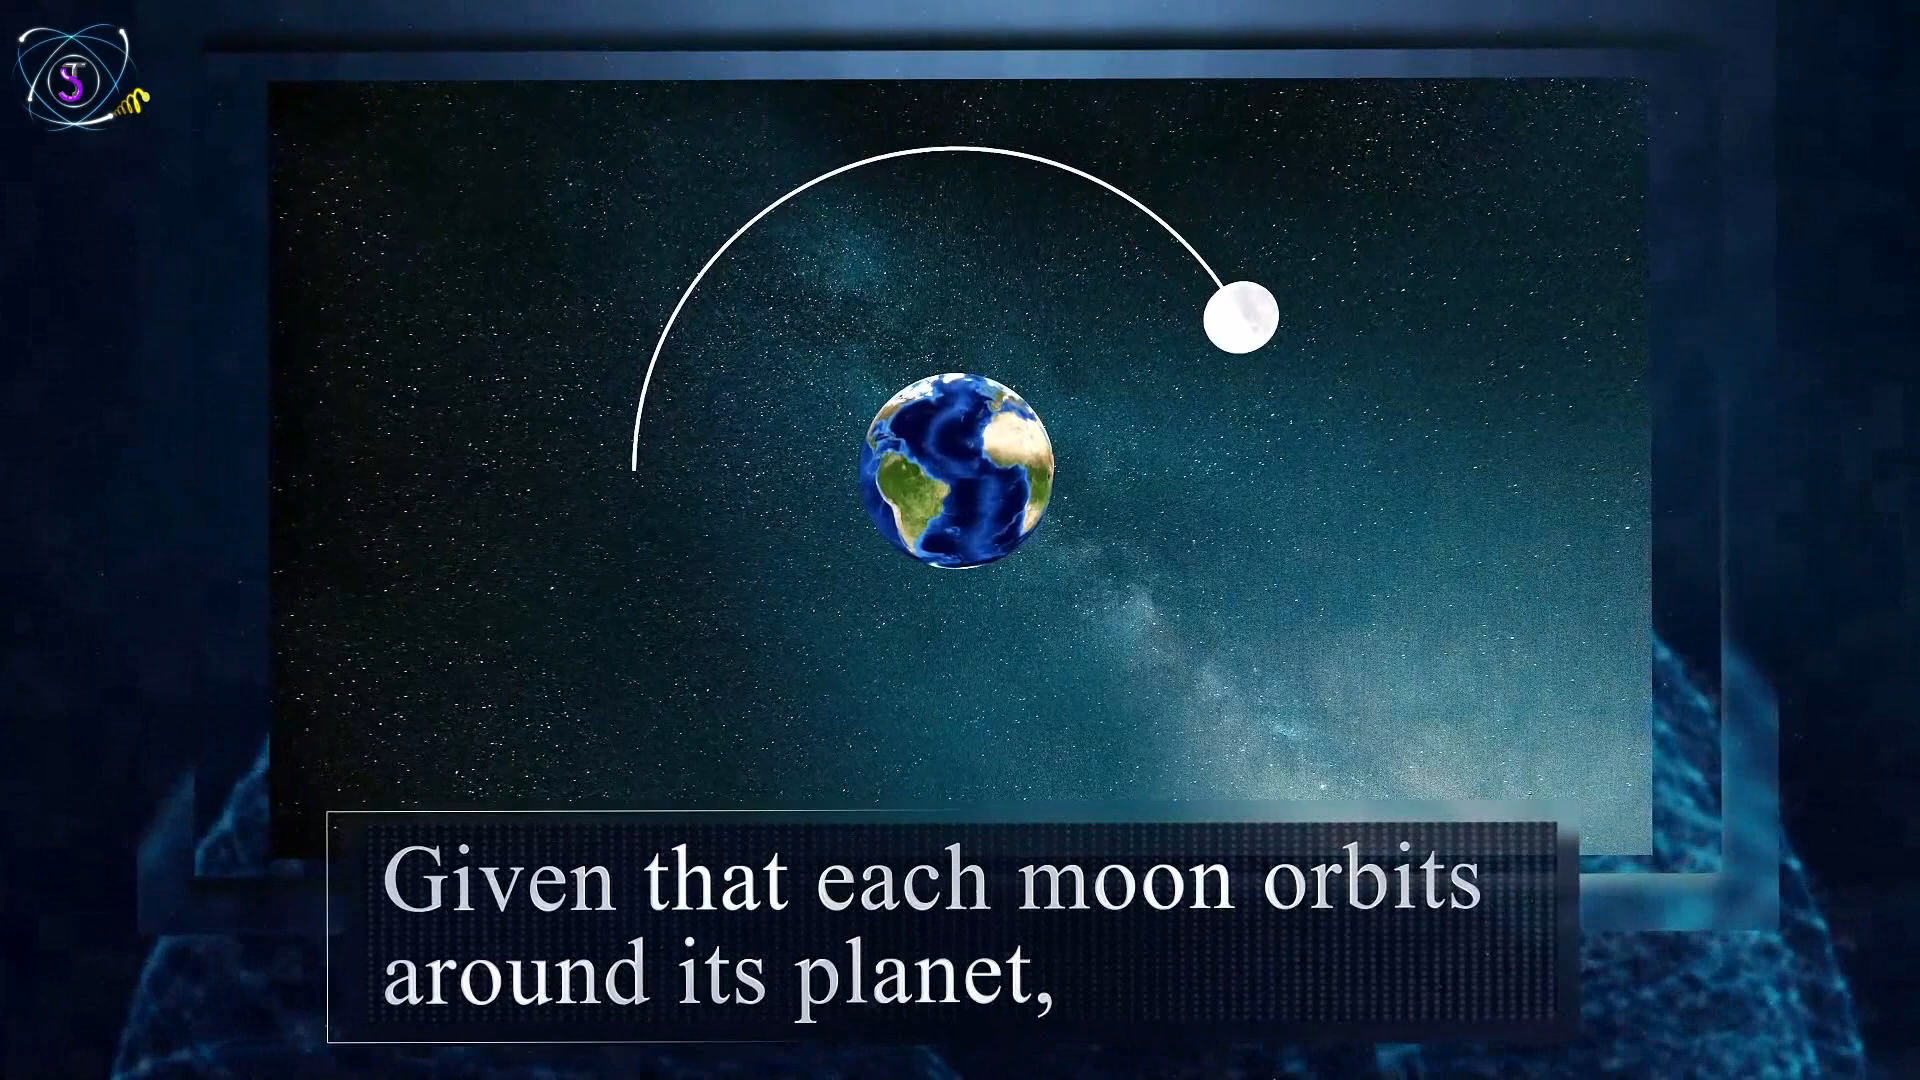 Given that each moon orbits
around its planet,